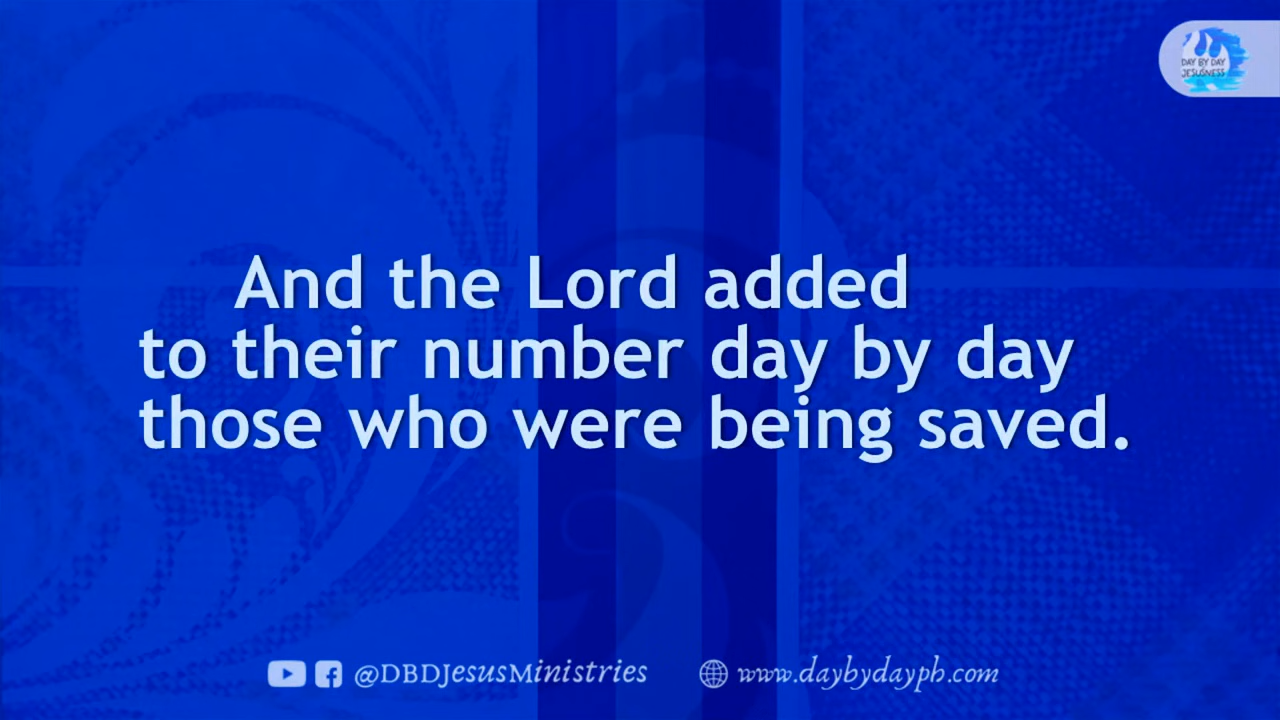 DAY BY DAY
JESUSNESS
And the Lord added
to their number day by day
those who were being saved.
@DBDJesusMinistries
www.daybydayph.com